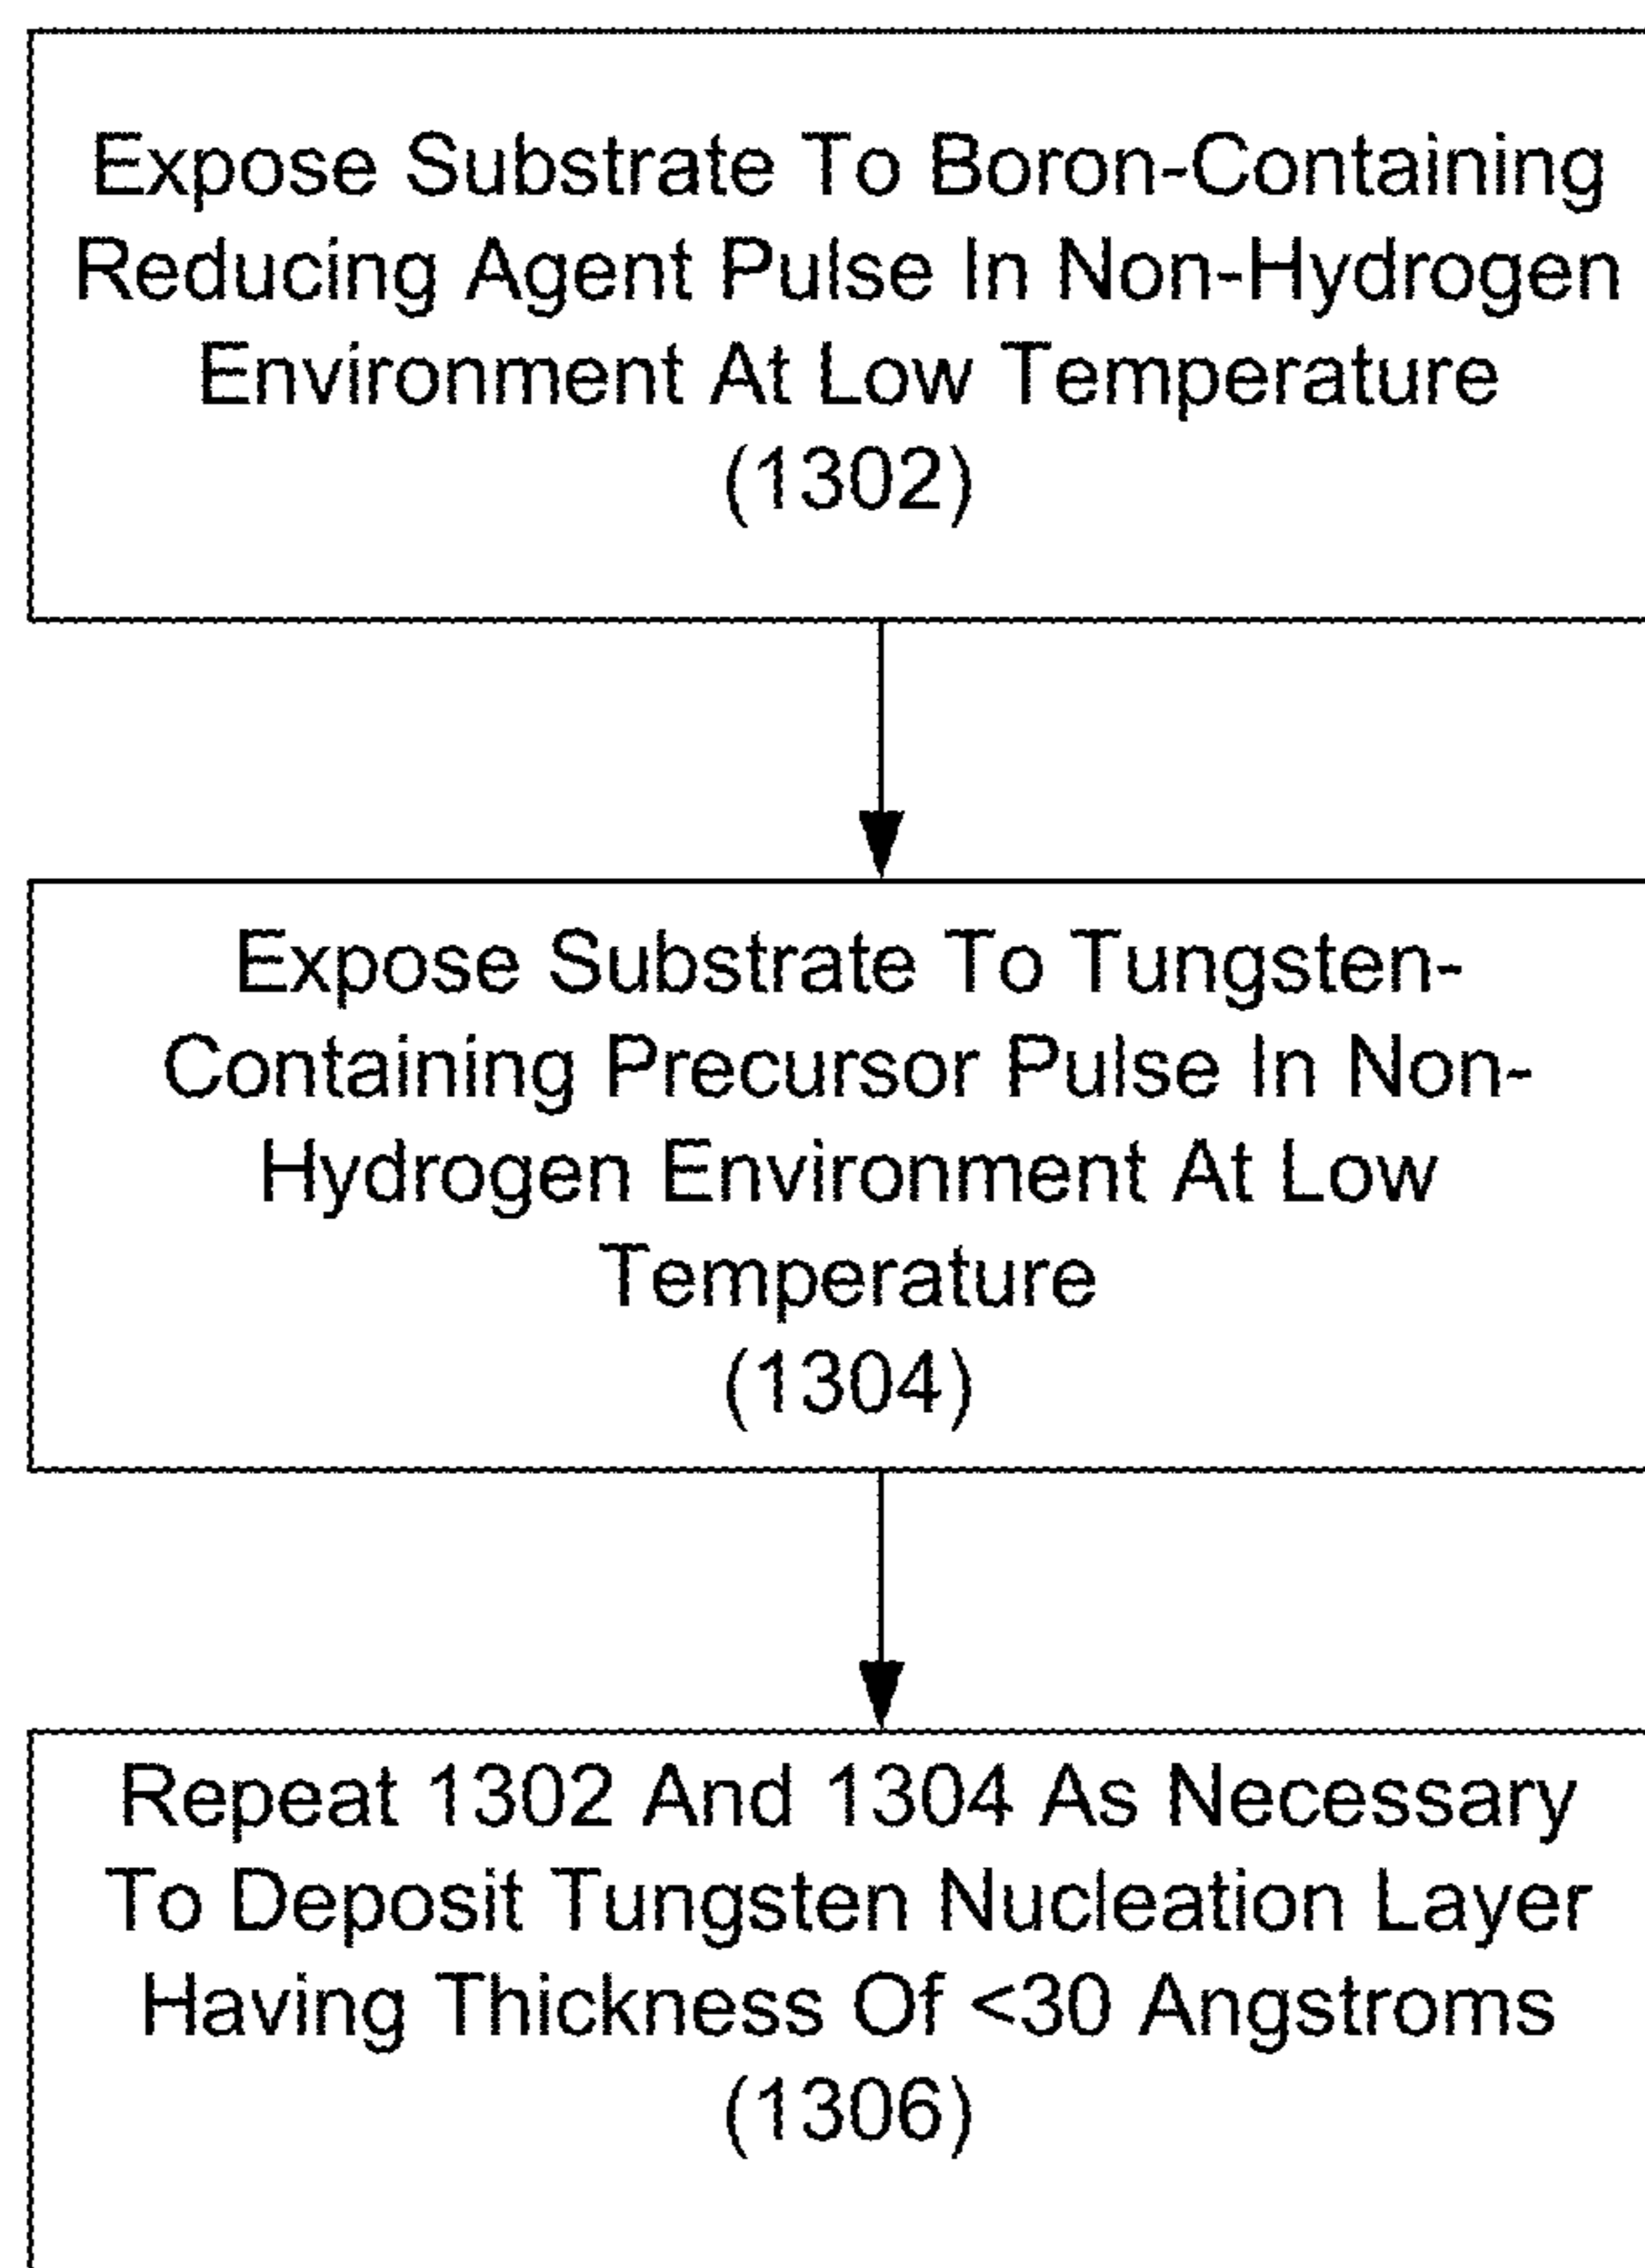 Expose Substrate To Boron-Containing
Reducing Agent Pulse In Non-Hydrogen
Environment At Low Temperature
(1302)
Expose Substrate To Tungsten-
Containing Precursor Pulse In Non-
Hydrogen Environment At Low
Temperature
(1304)
Repeat 1302 And 1304 As Necessary
To Deposit Tungsten Nucleation Layer
Having Thickness Of <30 Angstroms
(1306)